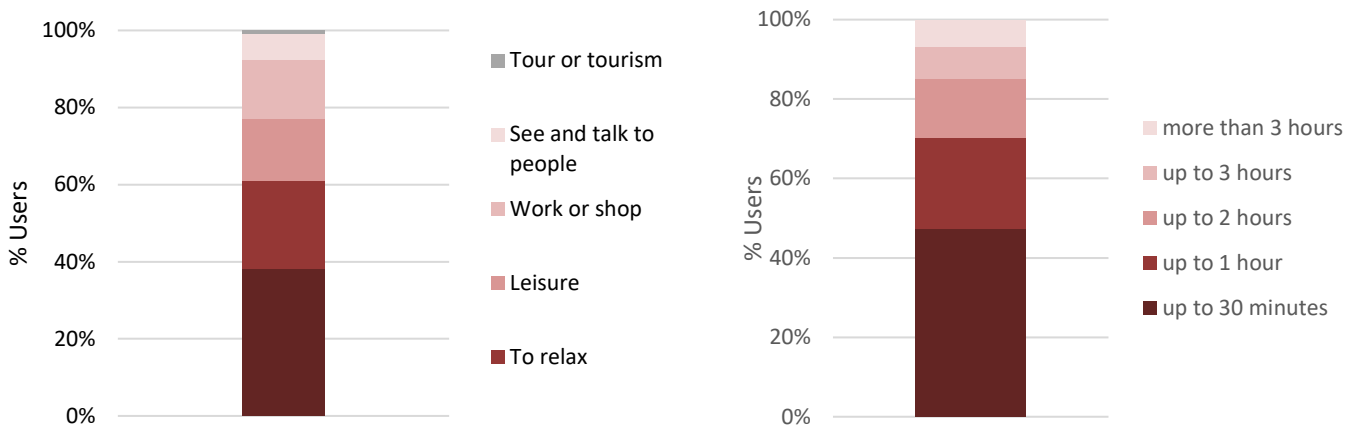 100%
80%
60%
40%
20%
0%
% Users
Tour or tourism
See and talk to
people
Work or shop
Leisure
To relax
100%
80%
60%
40%
20%
0%
% Users
more than 3 hours
up to 3 hours
up to 2 hours
up to 1 hour
up to 30 minutes